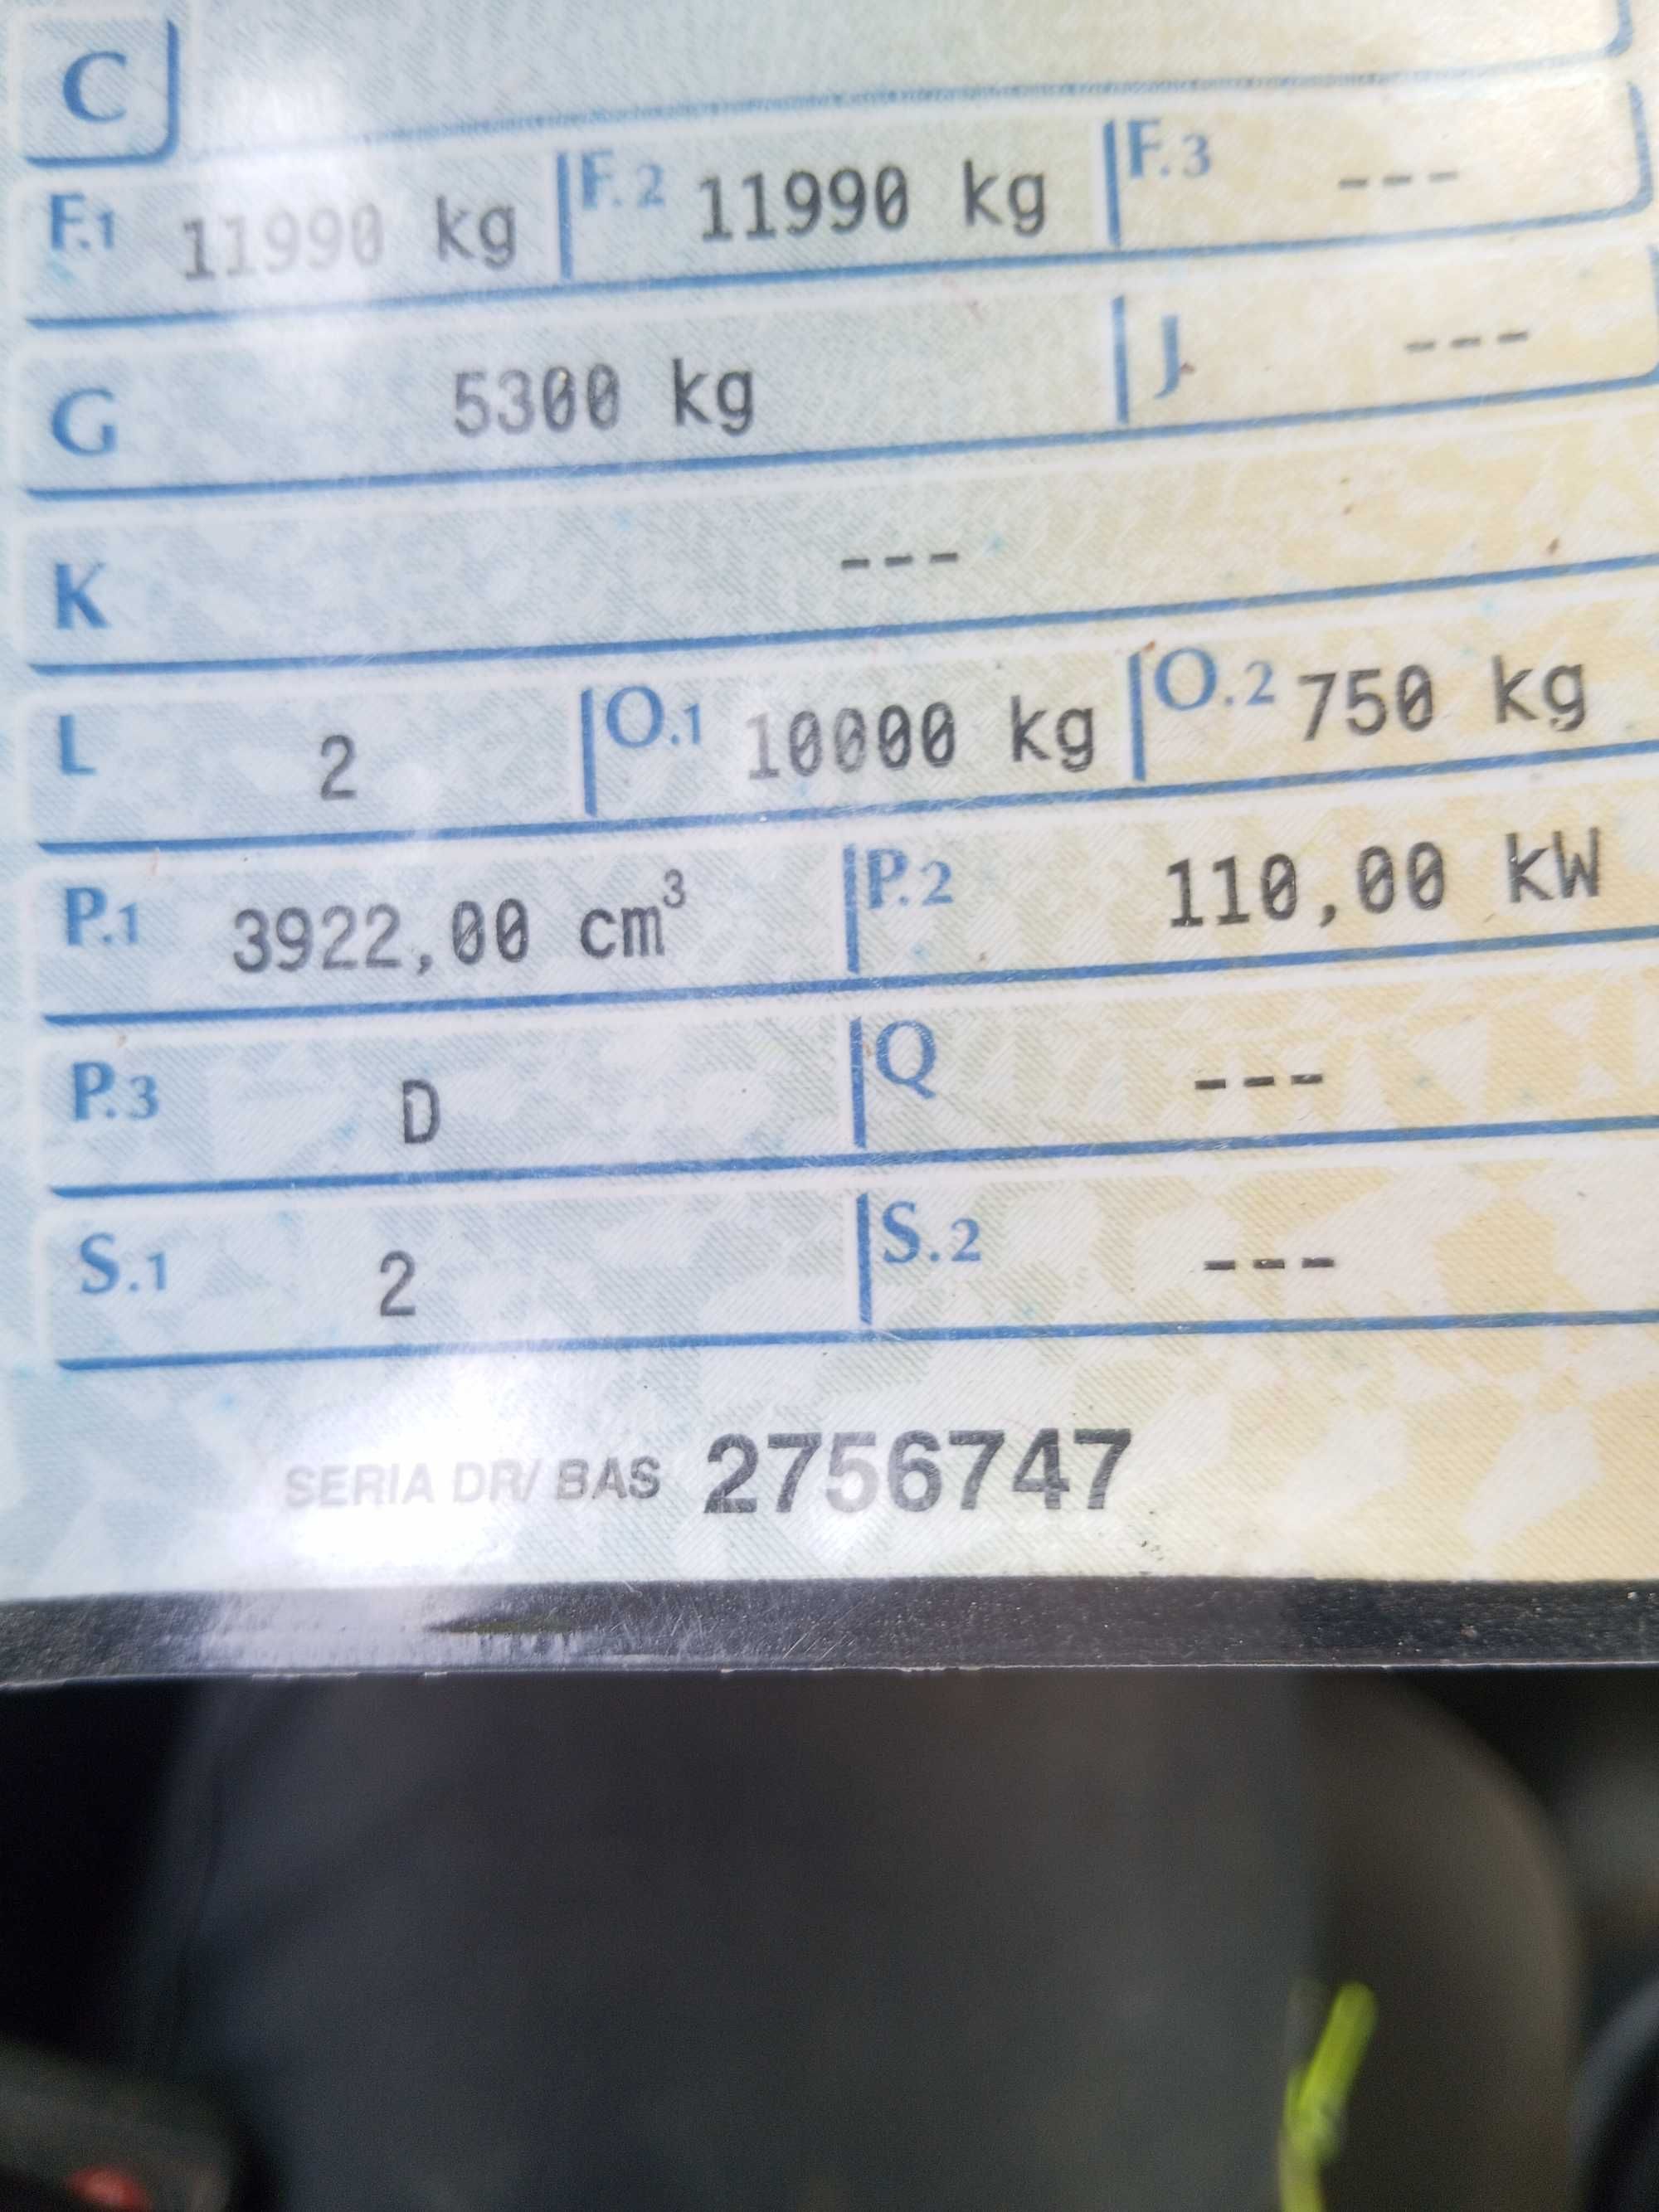 C
F.1 11990 kg F.2 11990 kg F.3 ---
G 5300 kg J ---
K ---
L 2 O.1 10000 kg O.2 750 kg
P.1 3922,00 cm³ P.2 110,00 kW
P.3 D Q ---
S.1 2 S.2 ---
SERIA DR/ BAS 2756747